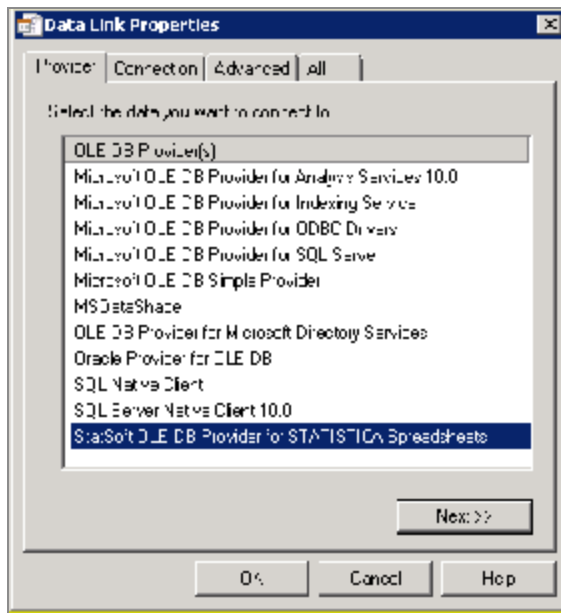 Data Link Properties
Provider Connection Advanced All
Select the data you want to connect to:
OLE DB Provider(s)
Microsoft OLE DB Provider for Analysis Services 10.0
Microsoft OLE DB Provider for Indexing Service
Microsoft OLE DB Provider for ODBC Drivers
Microsoft OLE DB Provider for SQL Server
Microsoft OLE DB Simple Provider
MSDataShape
OLE DB Provider for Microsoft Directory Services
Oracle Provider for OLE DB
SQL Native Client
SQL Server Native Client 10.0
StatSoft OLE DB Provider for STATISTICA Spreadsheets
Next >>
OK Cancel Help